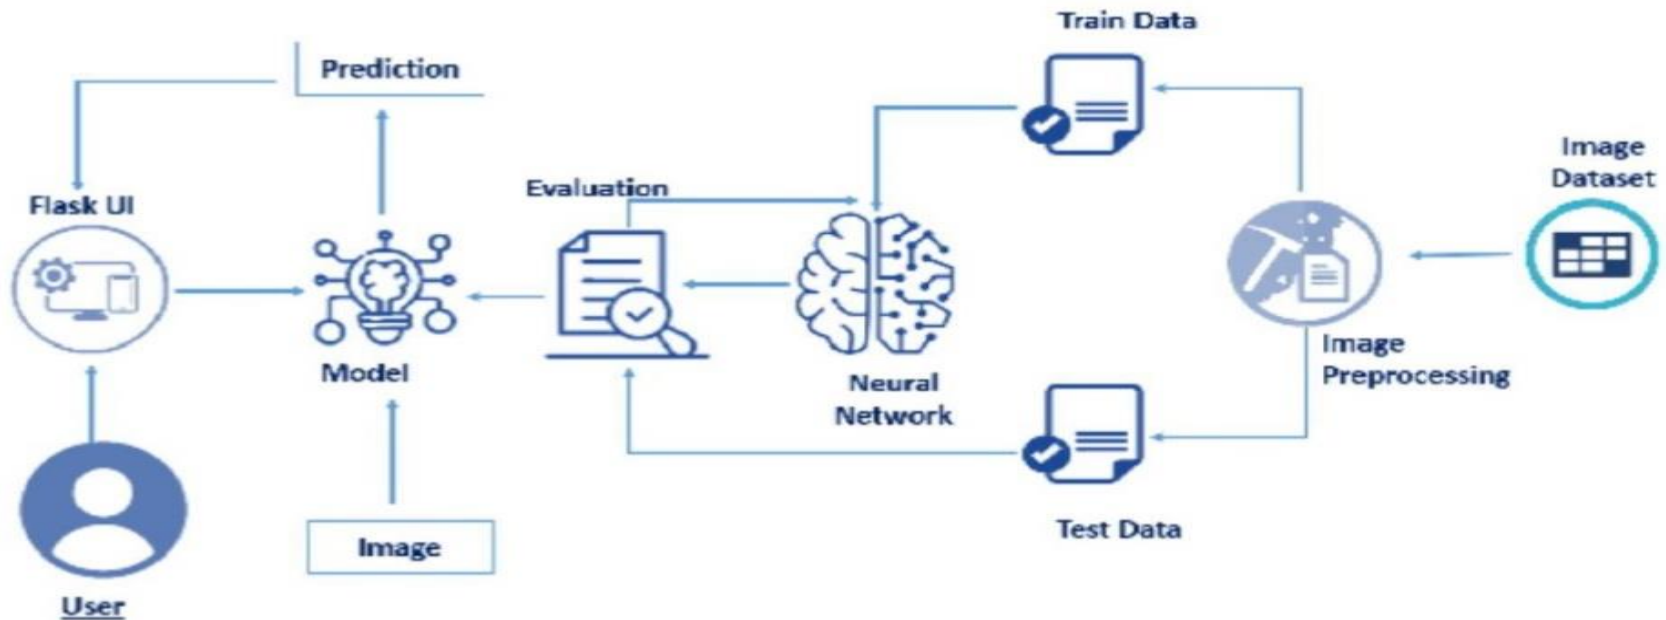 Train Data
Prediction
Image
Dataset
Evaluation
Flask UI
Image
Preprocessing
Model
Neural
Network
Test Data
Image
User